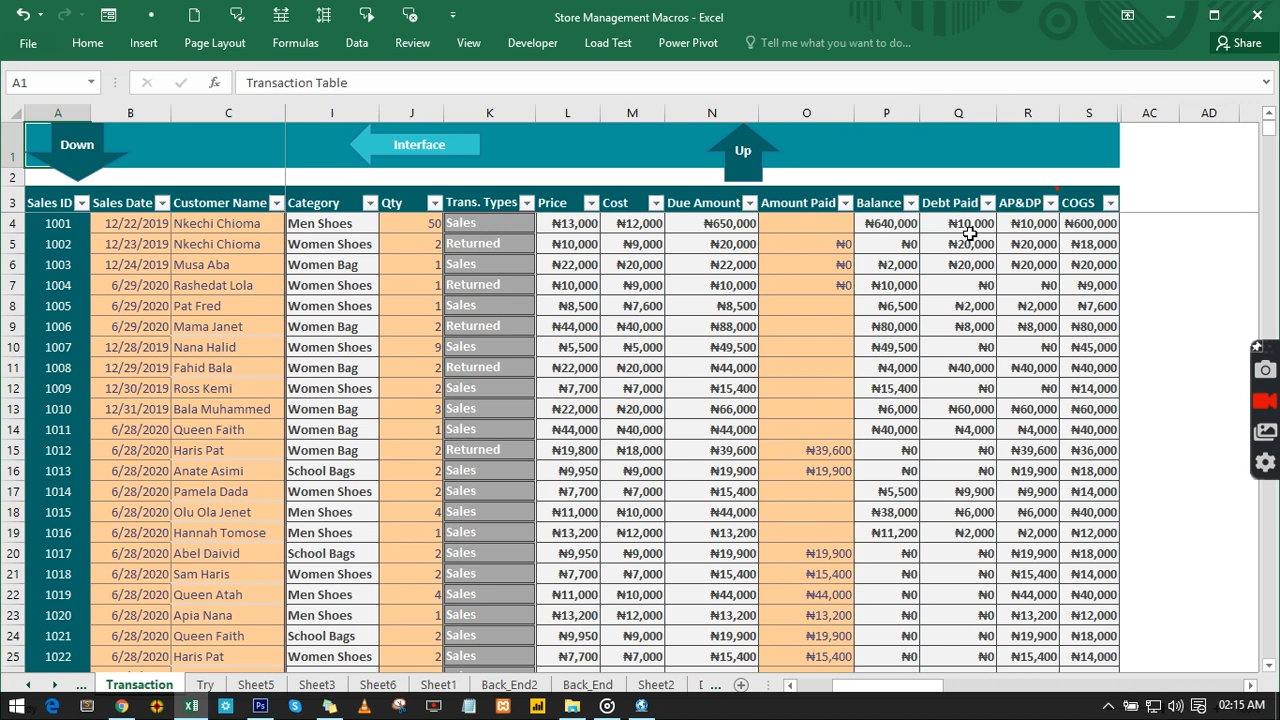 Store Management Macros - Excel
File Home Insert Page Layout Formulas Data Review View Developer Load Test Power Pivot Tell me what you want to do... Share
A1 fx Transaction Table
A B C I J K L M N O P Q R S AC AD
1 Down Interface Up
2
3 Sales ID Sales Date Customer Name Category Qty Trans. Types Price Cost Due Amount Amount Paid Balance Debt Paid AP&DP COGS
4 1001 12/22/2019 Nkechi Chioma Men Shoes 50 Sales ₦13,000 ₦12,000 ₦650,000 ₦640,000 ₦10,000 ₦10,000 ₦600,000
5 1002 12/23/2019 Nkechi Chioma Women Shoes 2 Returned ₦10,000 ₦9,000 ₦20,000 ₦0 ₦0 ₦20,000 ₦20,000 ₦18,000
6 1003 12/24/2019 Musa Aba Women Bag 1 Sales ₦22,000 ₦20,000 ₦22,000 ₦0 ₦2,000 ₦20,000 ₦20,000 ₦20,000
7 1004 6/29/2020 Rashedat Lola Women Shoes 1 Returned ₦10,000 ₦9,000 ₦10,000 ₦0 ₦10,000 ₦0 ₦0 ₦9,000
8 1005 6/29/2020 Pat Fred Women Shoes 1 Sales ₦8,500 ₦7,600 ₦8,500 ₦6,500 ₦2,000 ₦2,000 ₦7,600
9 1006 6/29/2020 Mama Janet Women Bag 2 Returned ₦44,000 ₦40,000 ₦88,000 ₦80,000 ₦8,000 ₦8,000 ₦80,000
10 1007 12/28/2019 Nana Halid Women Shoes 9 Sales ₦5,500 ₦5,000 ₦49,500 ₦49,500 ₦0 ₦0 ₦45,000
11 1008 12/29/2019 Fahid Bala Women Bag 2 Returned ₦22,000 ₦20,000 ₦44,000 ₦4,000 ₦40,000 ₦40,000 ₦40,000
12 1009 12/30/2019 Ross Kemi Women Shoes 2 Sales ₦7,700 ₦7,000 ₦15,400 ₦15,400 ₦0 ₦0 ₦14,000
13 1010 12/31/2019 Bala Muhammed Women Bag 3 Sales ₦22,000 ₦20,000 ₦66,000 ₦6,000 ₦60,000 ₦60,000 ₦60,000
14 1011 6/28/2020 Queen Faith Women Bag 1 Sales ₦44,000 ₦40,000 ₦44,000 ₦40,000 ₦4,000 ₦4,000 ₦40,000
15 1012 6/28/2020 Haris Pat Women Bag 2 Returned ₦19,800 ₦18,000 ₦39,600 ₦39,600 ₦0 ₦0 ₦39,600 ₦36,000
16 1013 6/28/2020 Anate Asimi School Bags 2 Sales ₦9,950 ₦9,000 ₦19,900 ₦19,900 ₦0 ₦0 ₦19,900 ₦18,000
17 1014 6/28/2020 Pamela Dada Women Shoes 2 Sales ₦7,700 ₦7,000 ₦15,400 ₦5,500 ₦9,900 ₦9,900 ₦14,000
18 1015 6/28/2020 Olu Ola Jenet Men Shoes 4 Sales ₦11,000 ₦10,000 ₦44,000 ₦38,000 ₦6,000 ₦6,000 ₦40,000
19 1016 6/28/2020 Hannah Tomose Men Shoes 1 Sales ₦13,200 ₦12,000 ₦13,200 ₦11,200 ₦2,000 ₦2,000 ₦12,000
20 1017 6/28/2020 Abel Daivid School Bags 2 Sales ₦9,950 ₦9,000 ₦19,900 ₦19,900 ₦0 ₦0 ₦19,900 ₦18,000
21 1018 6/28/2020 Sam Haris Women Shoes 2 Sales ₦7,700 ₦7,000 ₦15,400 ₦15,400 ₦0 ₦0 ₦15,400 ₦14,000
22 1019 6/28/2020 Queen Atah Men Shoes 4 Sales ₦11,000 ₦10,000 ₦44,000 ₦44,000 ₦0 ₦0 ₦44,000 ₦40,000
23 1020 6/28/2020 Apia Nana Men Shoes 1 Sales ₦13,200 ₦12,000 ₦13,200 ₦13,200 ₦0 ₦0 ₦13,200 ₦12,000
24 1021 6/28/2020 Queen Faith School Bags 2 Sales ₦9,950 ₦9,000 ₦19,900 ₦19,900 ₦0 ₦0 ₦19,900 ₦18,000
25 1022 6/28/2020 Haris Pat Women Shoes 2 Sales ₦7,700 ₦7,000 ₦15,400 ₦15,400 ₦0 ₦0 ₦15,400 ₦14,000
... Transaction Try Sheet5 Sheet3 Sheet6 Sheet1 Back_End2 Back_End Sheet2 ...
02:15 AM